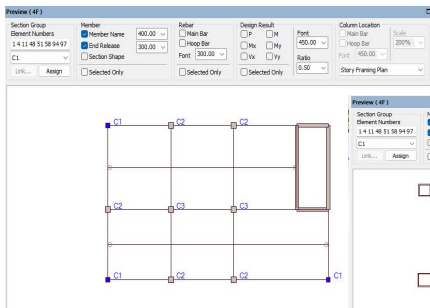 Preview ( 4F )
Section Group
Element Numbers
1 4 11 48 51 58 94 97
C1
Link... Assign
Member
Member Name 400.00
End Release 300.00
Section Shape
Selected Only
Rebar
Main Bar
Hoop Bar
Font 300.00
Selected Only
Design Result
P M
Mx My
Vx Vy
Selected Only
Font
450.00
Ratio
0.50
Column Location
Main Bar
Hoop Bar
Font 450.00
Scale
200%
Story Framing Plan
C1 C2 C2
C2 C3 C3
C1 C2 C2 C1
Preview ( 4F )
Section Group
Element Numbers
1 4 11 48 51 58 94 97
C1
Link... Assign